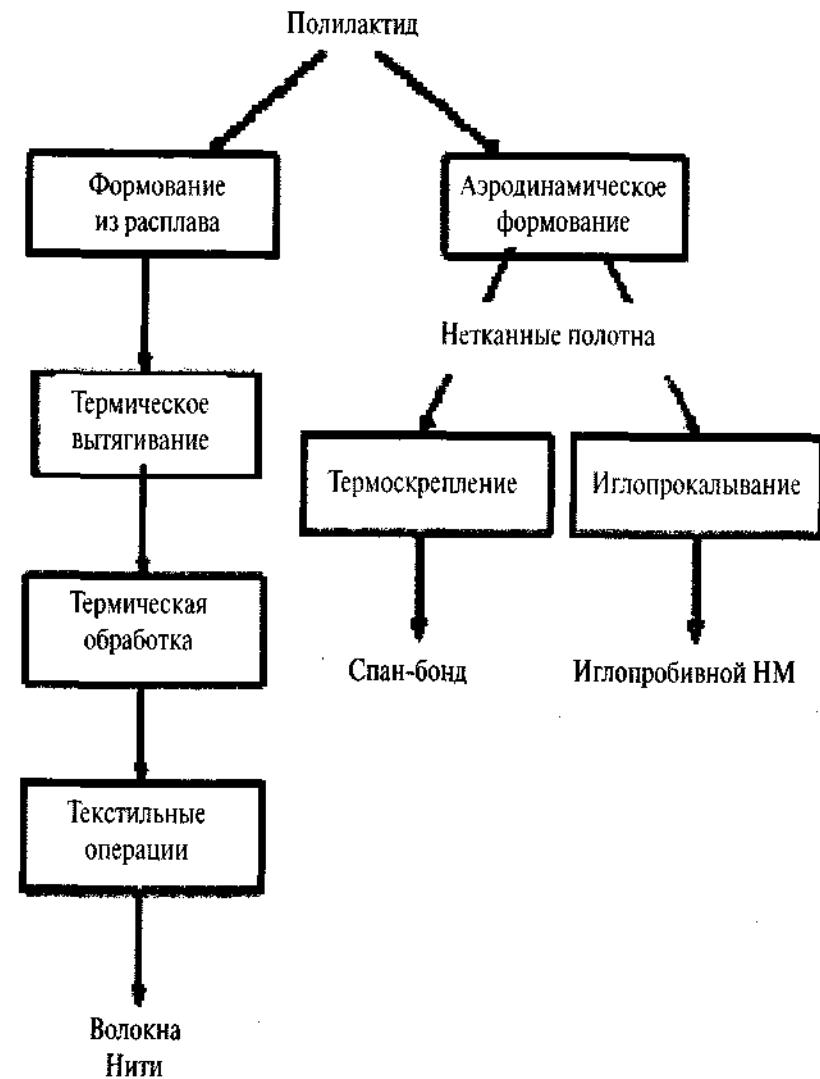 Полилактид
Формование
из расплава
Аэродинамическое
формование
Нетканные полотна
Термическое
вытягивание
Термоскрепление
Иглопрокалывание
Термическая
обработка
Спан-бонд
Иглопробивной НМ
Текстильные
операции
Волокна
Нити